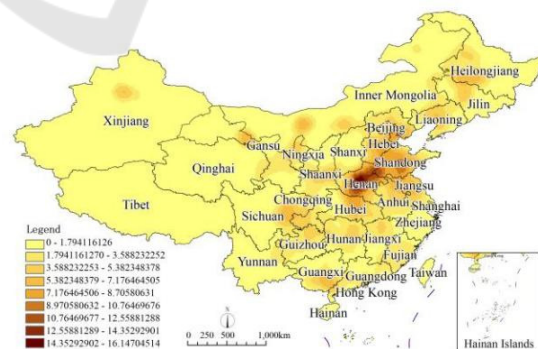 Heilongjiang
Inner Mongolia
Jilin
Xinjiang
Liaoning
Beijing
Gansu
Hebei
Ningxia
Shanxi
Shandong
Qinghai
Shaanxi
Henan
Jiangsu
Tibet
Chongqing
Anhui
Shanghai
Hubei
Sichuan
Zhejiang
Legend
0 - 1.794116126
Hunan
Jiangxi
Guizhou
1.794116127 - 3.588232252
Fujian
3.588232253 - 5.382348378
Yunnan
5.382348379 - 7.176464505
Guangxi
Guangdong
Taiwan
7.176464506 - 8.70580631
Hong Kong
8.970580632 - 10.76469676
N
10.76469677 - 12.55881288
Hainan
12.55881289 - 14.35292901
0 250 500 1,000km
14.35292902 - 16.14704514
Hainan Islands